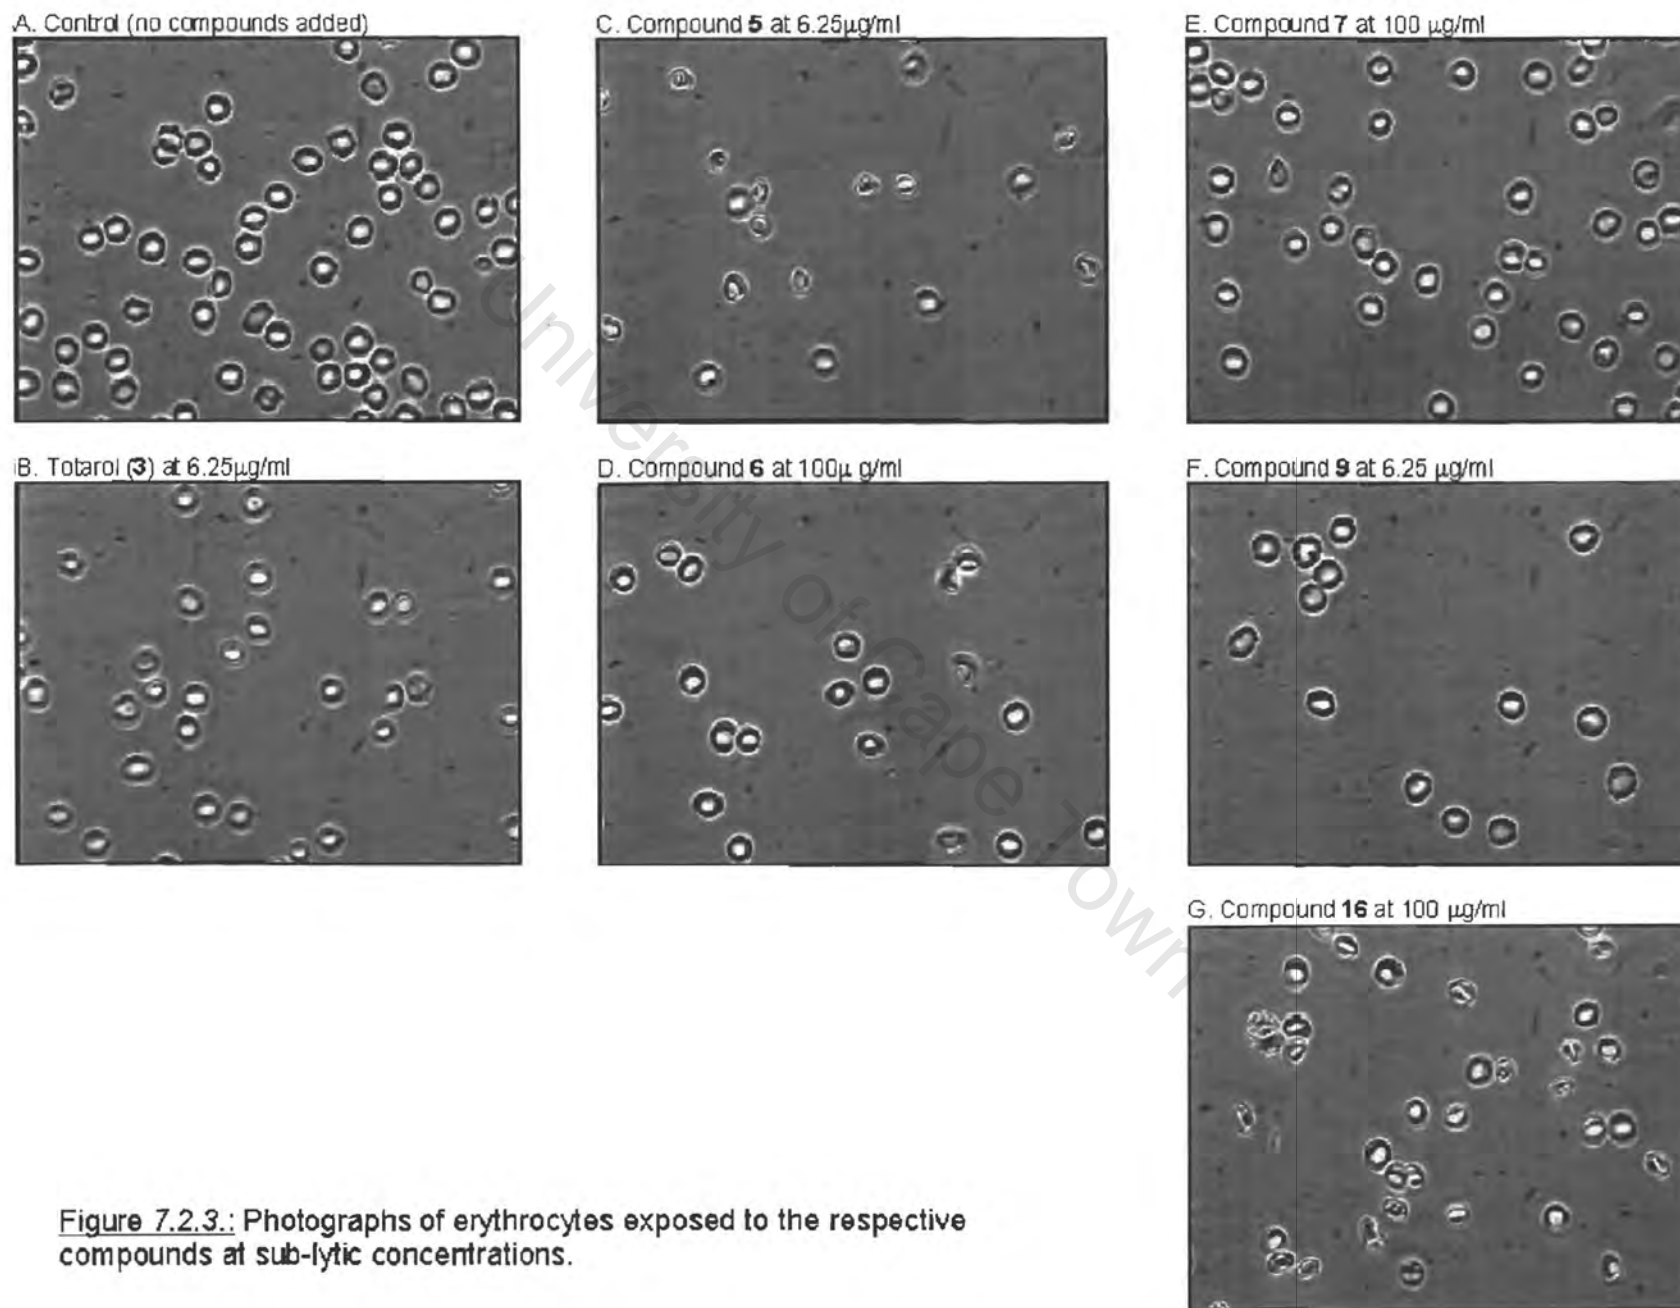 A. Control (no compounds added)
C. Compound 5 at 6.25µg/ml
E. Compound 7 at 100 µg/ml
B. Totarol (3) at 6.25µg/ml
D. Compound 6 at 100µ g/ml
F. Compound 9 at 6.25 µg/ml
G. Compound 16 at 100 µg/ml
Figure 7.2.3.: Photographs of erythrocytes exposed to the respective
compounds at sub-lytic concentrations.
University of Cape Town